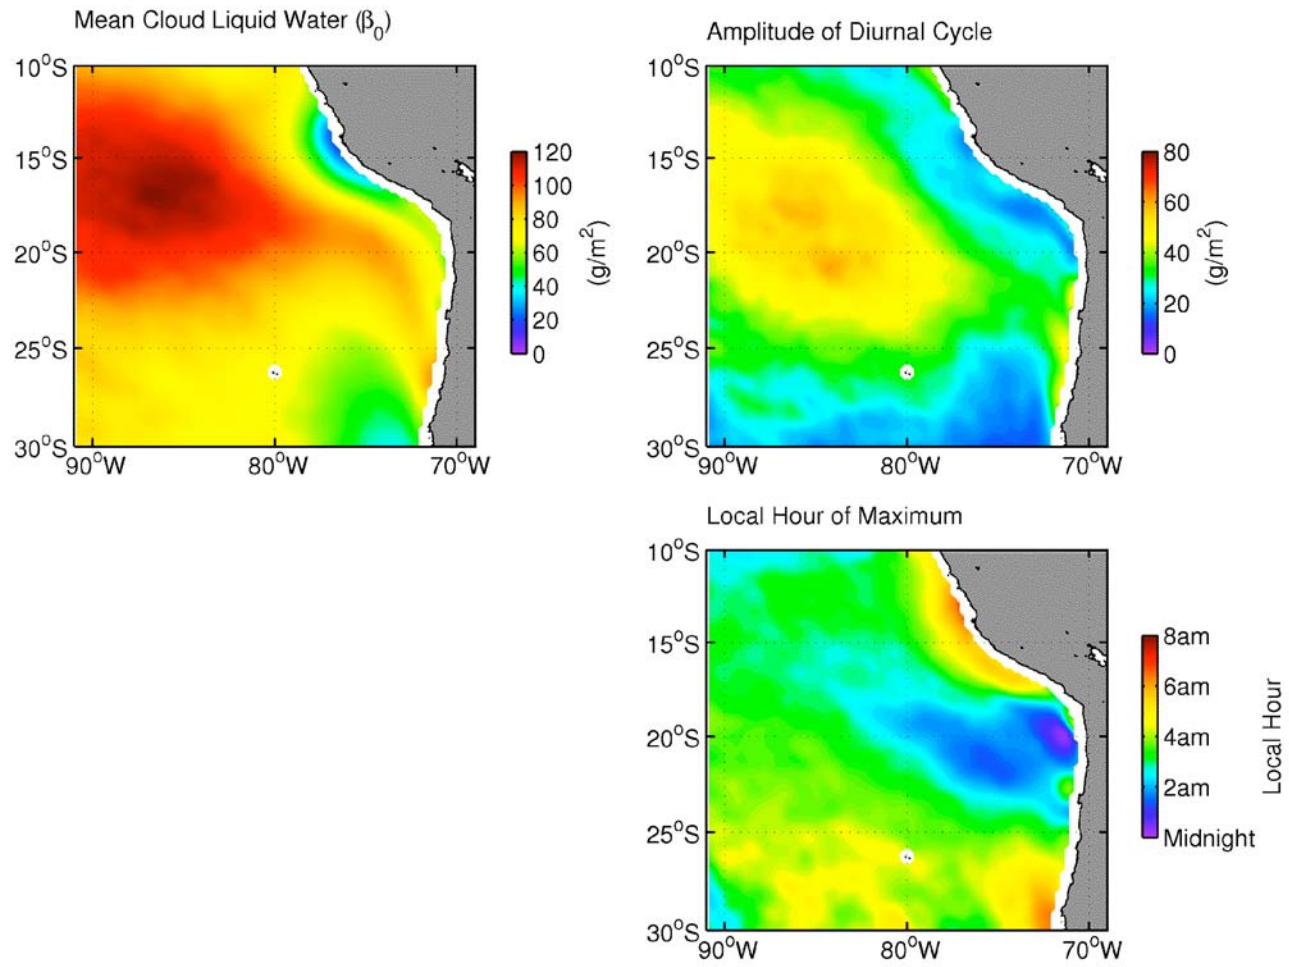 Mean Cloud Liquid Water (β₀)
10°S
15°S
20°S
25°S
30°S
90°W 80°W 70°W
120
100
80
60
40
20
0
(g/m²)
Amplitude of Diurnal Cycle
10°S
15°S
20°S
25°S
30°S
90°W 80°W 70°W
80
60
40
20
0
(g/m²)
Local Hour of Maximum
10°S
15°S
20°S
25°S
30°S
90°W 80°W 70°W
8am
6am
4am
2am
Midnight
Local Hour